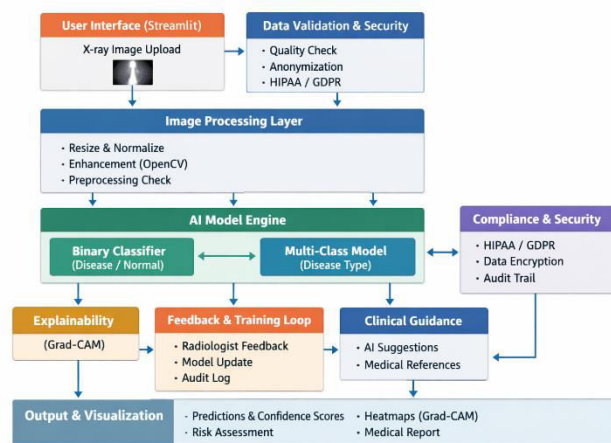 User Interface (Streamlit)
X-ray Image Upload
Data Validation & Security
• Quality Check
• Anonymization
• HIPAA / GDPR
Image Processing Layer
• Resize & Normalize
• Enhancement (OpenCV)
• Preprocessing Check
AI Model Engine
Binary Classifier
(Disease / Normal)
Multi-Class Model
(Disease Type)
Compliance & Security
• HIPAA / GDPR
• Data Encryption
• Audit Trail
Explainability
(Grad-CAM)
Feedback & Training Loop
• Radiologist Feedback
• Model Update
• Audit Log
Clinical Guidance
• AI Suggestions
• Medical References
Output & Visualization
• Predictions & Confidence Scores
• Risk Assessment
• Heatmaps (Grad-CAM)
• Medical Report